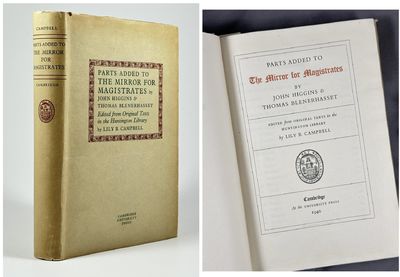 CAMPBELL
PARTS ADDED TO
THE MIRROR
FOR
MAGISTRATES
CAMBRIDGE
PARTS ADDED TO
THE MIRROR FOR
MAGISTRATES by
JOHN HIGGINS &
THOMAS BLENERHASSET
Edited from Original Texts
in the Huntington Library
by LILY B. CAMPBELL
CAMBRIDGE
UNIVERSITY
PRESS
PARTS ADDED TO
The Mirror for Magistrates
BY
JOHN HIGGINS &
THOMAS BLENERHASSET
EDITED from ORIGINAL TEXTS in the
HUNTINGTON LIBRARY
by LILY B. CAMPBELL
Cambridge
At the UNIVERSITY PRESS
1946